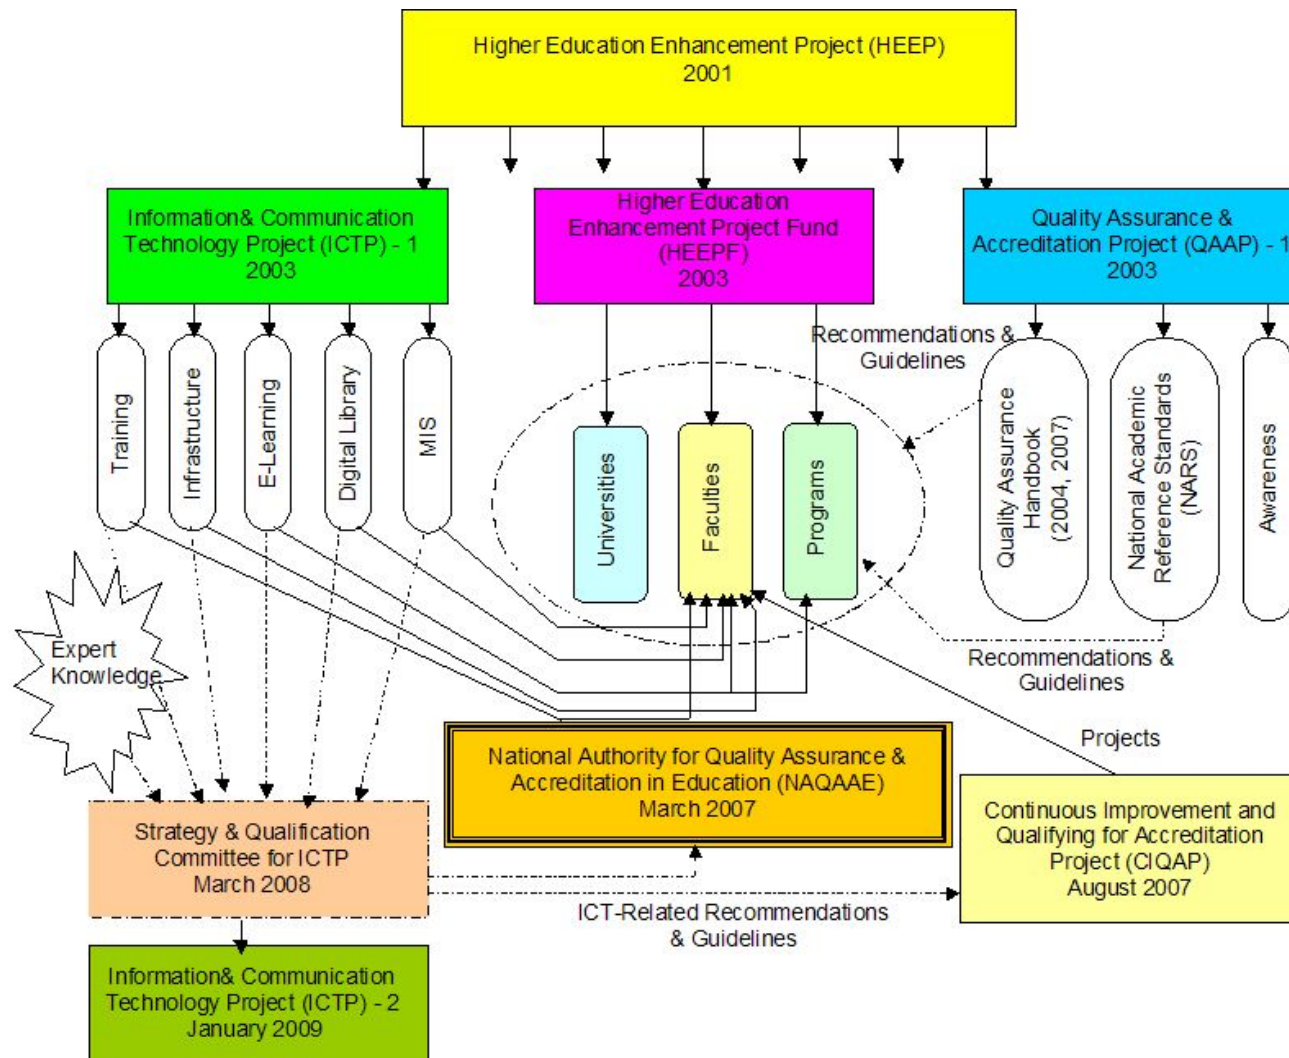 Higher Education Enhancement Project (HEEP)
2001
Information& Communication
Technology Project (ICTP) - 1
2003
Higher Education
Enhancement Project Fund
(HEEPF)
2003
Quality Assurance &
Accreditation Project (QAAP) - 1
2003
Training
Infrastructure
E-Learning
Digital Library
MIS
Universities
Faculties
Programs
Recommendations &
Guidelines
Quality Assurance
Handbook
(2004, 2007)
National Academic
Reference Standards
(NARS)
Awareness
Expert
Knowledge
Recommendations &
Guidelines
National Authority for Quality Assurance &
Accreditation in Education (NAQAAE)
March 2007
Projects
Strategy & Qualification
Committee for ICTP
March 2008
Continuous Improvement and
Qualifying for Accreditation
Project (CIQAP)
August 2007
ICT-Related Recommendations
& Guidelines
Information& Communication
Technology Project (ICTP) - 2
January 2009